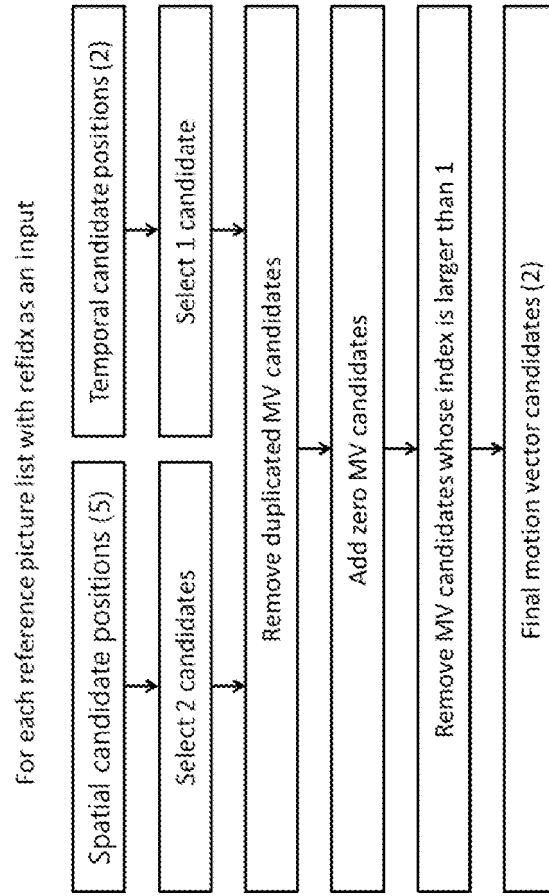 For each reference picture list with refidx as an input
Spatial candidate positions (5)
Temporal candidate positions (2)
Select 2 candidates
Select 1 candidate
Remove duplicated MV candidates
Add zero MV candidates
Remove MV candidates whose index is larger than 1
Final motion vector candidates (2)